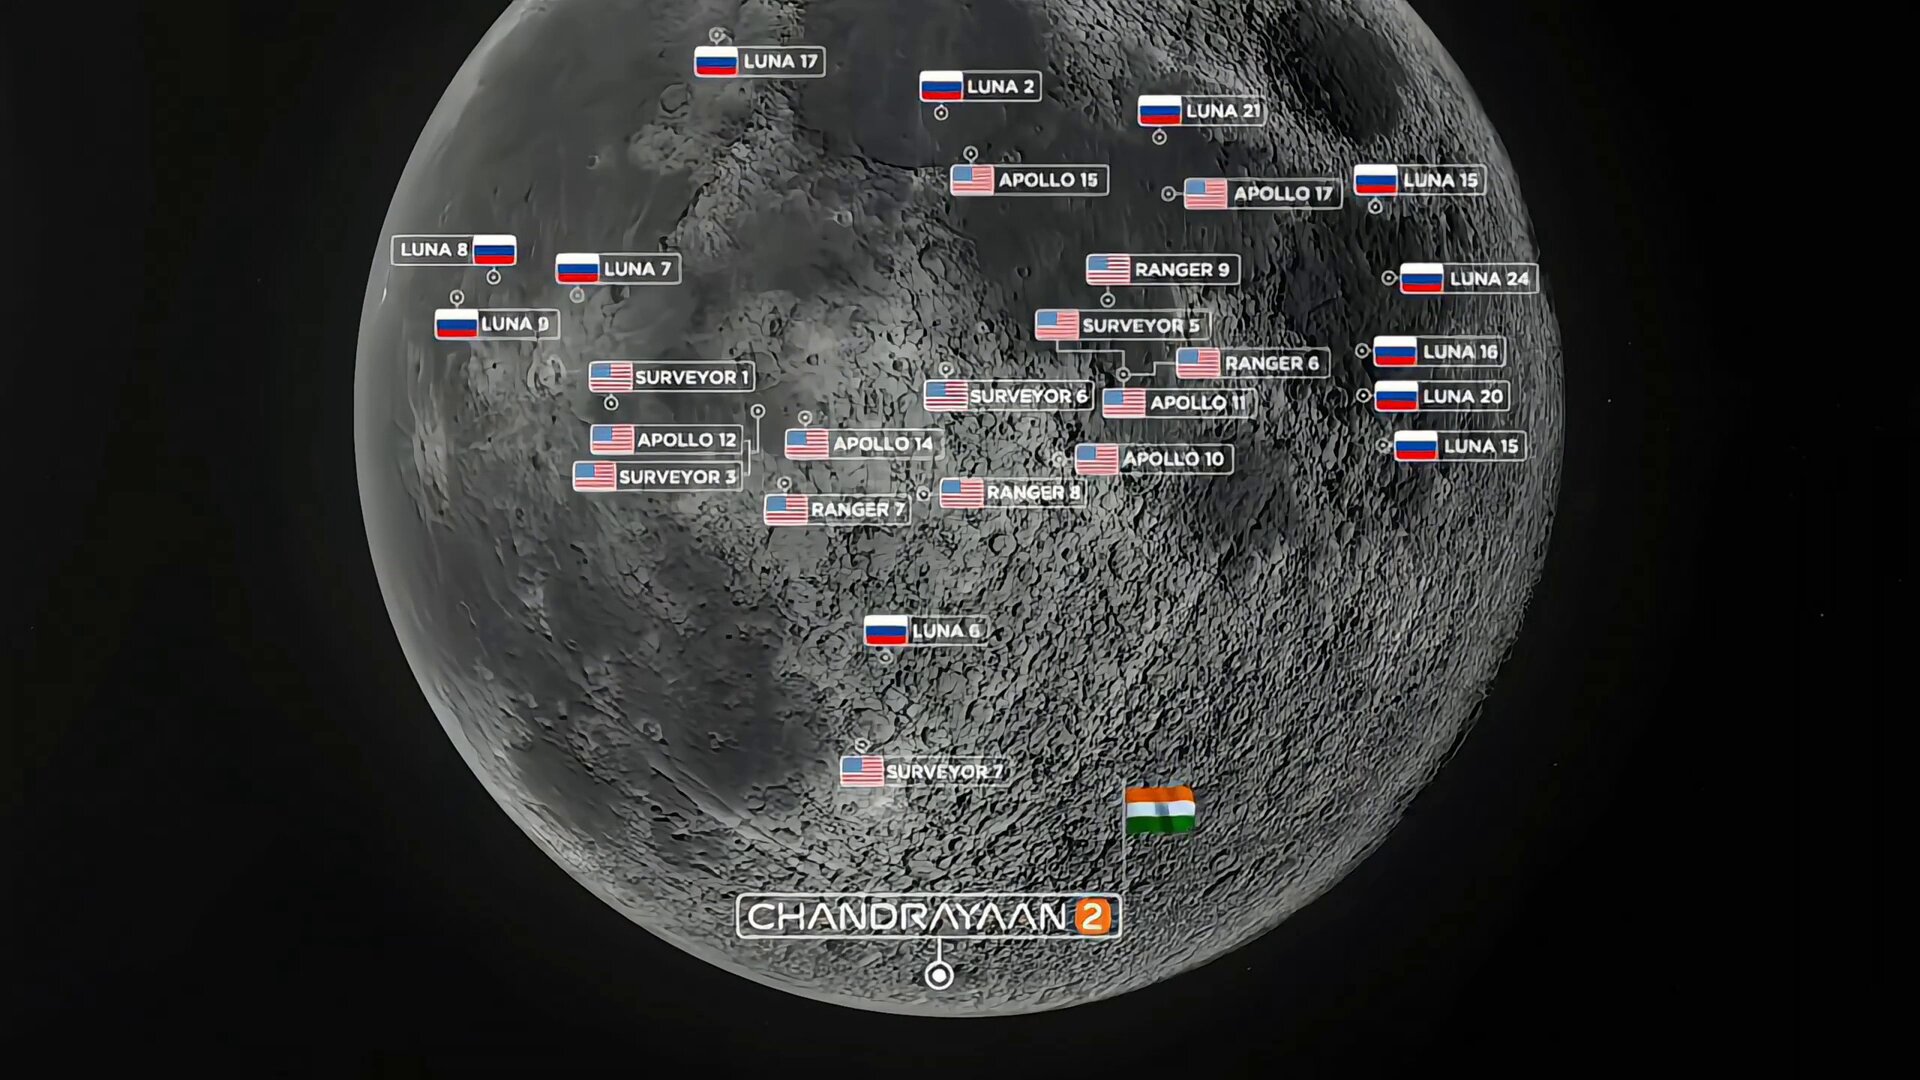 LUNA 17
LUNA 2
LUNA 21
APOLLO 15
APOLLO 17
LUNA 15
LUNA 8
LUNA 7
RANGER 9
LUNA 24
LUNA 9
SURVEYOR 5
LUNA 16
RANGER 6
SURVEYOR 1
SURVEYOR 6
APOLLO 11
LUNA 20
APOLLO 12
APOLLO 14
LUNA 15
APOLLO 10
SURVEYOR 3
RANGER 8
RANGER 7
LUNA 6
SURVEYOR 7
CHANDRAYAAN 2